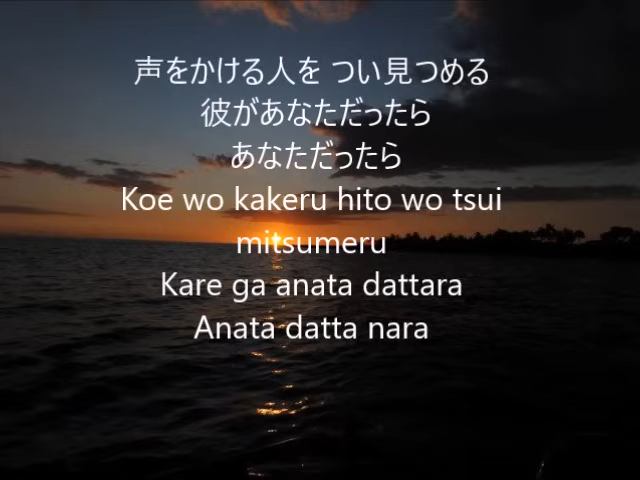 声をかける人を つい見つめる
彼があなただったら
あなただったら
Koe wo kakeru hito wo tsui
mitsumeru
Kare ga anata dattara
Anata datta nara